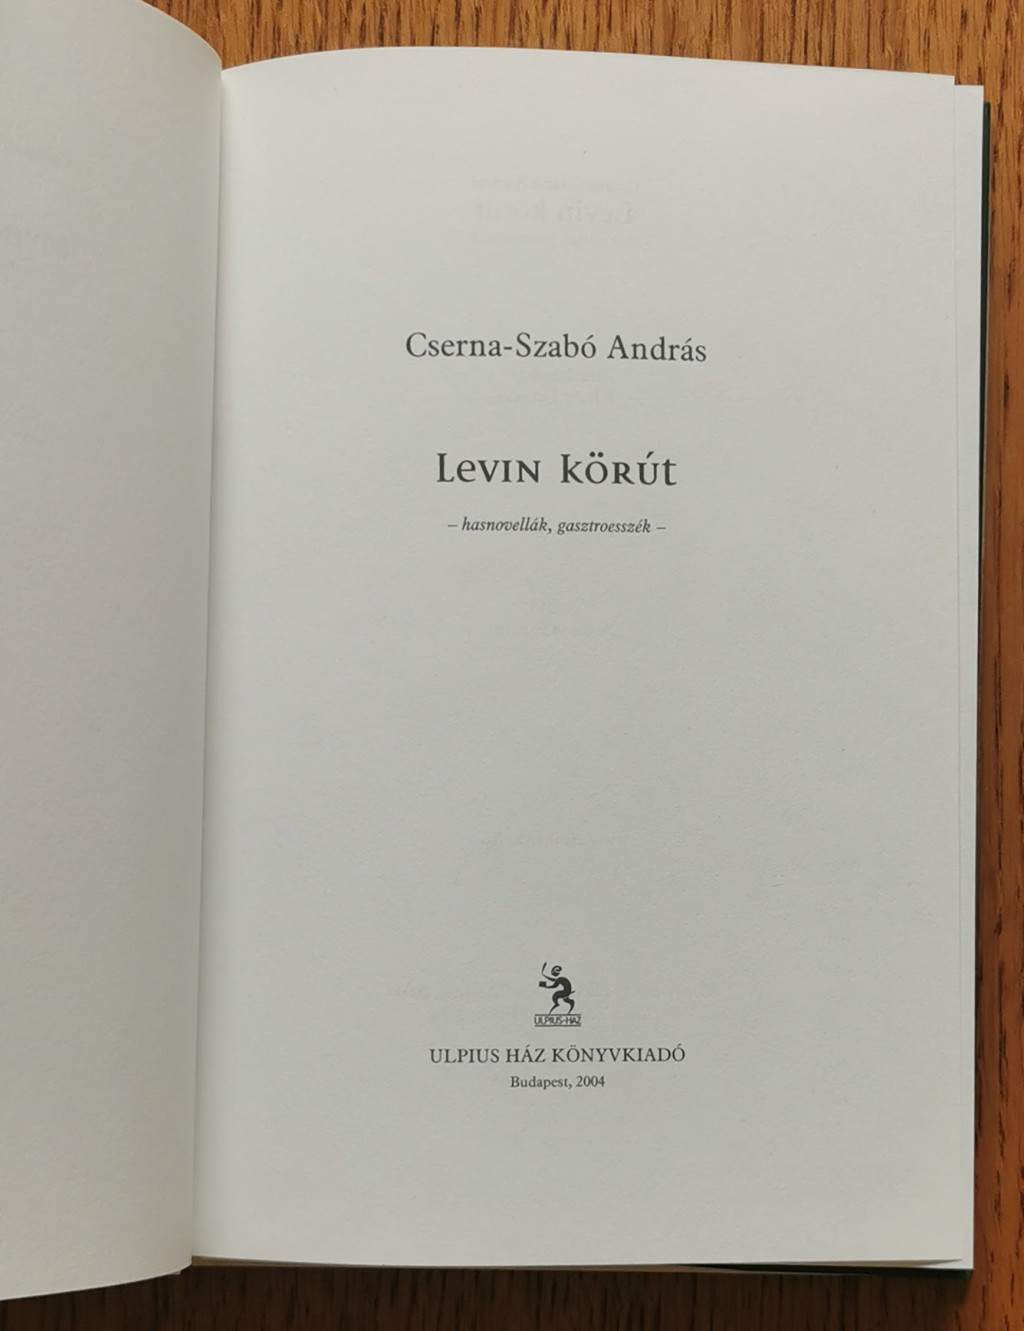 Cserna-Szabó András
Levin körút
– hasnovellák, gasztroesszék –
ULPIUS-HÁZ
ULPIUS HÁZ KÖNYVKIADÓ
Budapest, 2004